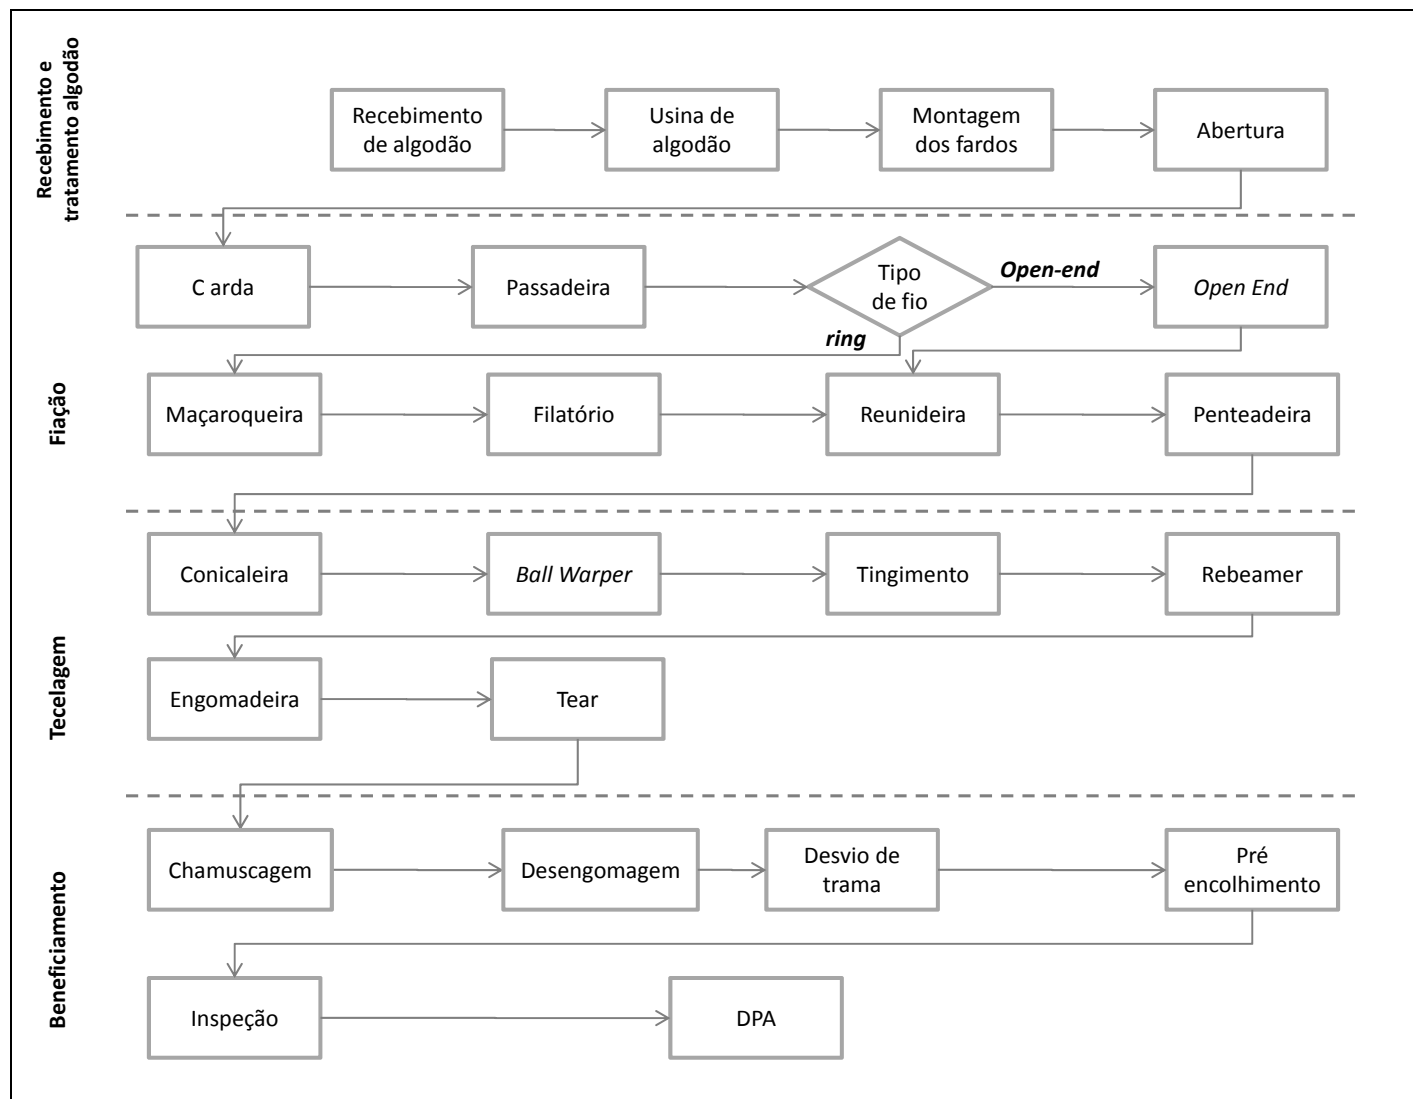 Recebimento e
tratamento algodão
Recebimento
de algodão
Usina de
algodão
Montagem
dos fardos
Abertura
Fiação
C arda
Passadeira
Tipo
de fio
Open-end
Open End
ring
Maçaroqueira
Filatório
Reunideira
Penteadeira
Tecelagem
Conicaleira
Ball Warper
Tingimento
Rebeamer
Engomadeira
Tear
Beneficiamento
Chamuscagem
Desengomagem
Desvio de
trama
Pré
encolhimento
Inspeção
DPA